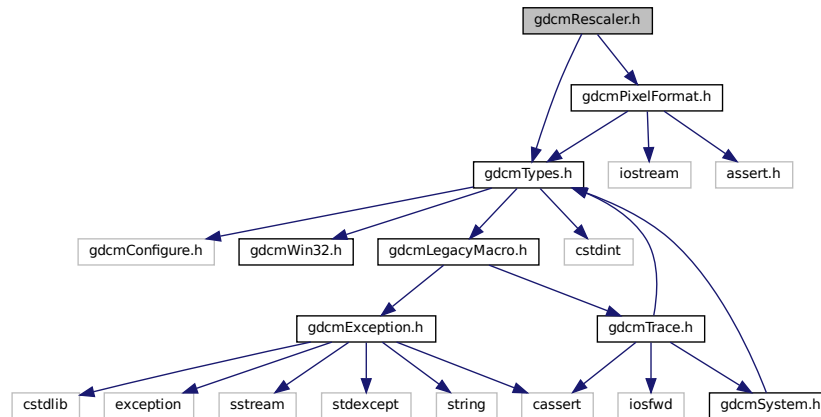 gdcmRescaler.h
gdcmPixelFormat.h
gdcmTypes.h
iostream
assert.h
gdcmConfigure.h
gdcmWin32.h
gdcmLegacyMacro.h
cstdint
gdcmException.h
gdcmTrace.h
cstdlib
exception
sstream
stdexcept
string
cassert
iosfwd
gdcmSystem.h